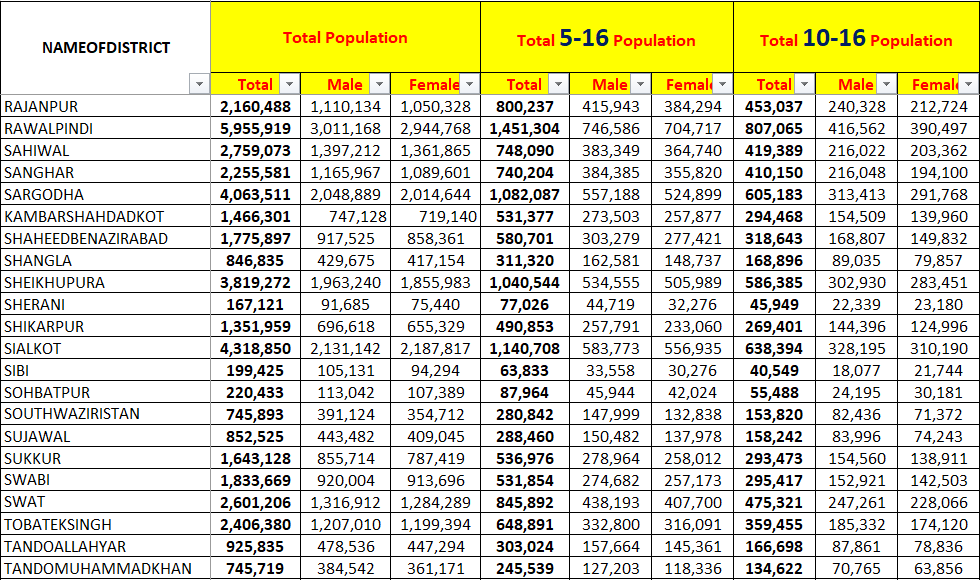 NAMEOFDISTRICT Total Population Total 5-16 Population Total 10-16 Population
Total Male Female Total Male Female Total Male Female
RAJANPUR 2,160,488 1,110,134 1,050,328 800,237 415,943 384,294 453,037 240,328 212,724
RAWALPINDI 5,955,919 3,011,168 2,944,768 1,451,304 746,586 704,717 807,065 416,562 390,497
SAHIWAL 2,759,073 1,397,212 1,361,865 748,090 383,349 364,740 419,389 216,022 203,362
SANGHAR 2,255,581 1,165,967 1,089,601 740,204 384,385 355,820 410,150 216,048 194,100
SARGODHA 4,063,511 2,048,889 2,014,644 1,082,087 557,188 524,899 605,183 313,413 291,768
KAMBARSHAHDADKOT 1,466,301 747,128 719,140 531,377 273,503 257,877 294,468 154,509 139,960
SHAHEEDBENAZIRABAD 1,775,897 917,525 858,361 580,701 303,279 277,421 318,643 168,807 149,832
SHANGLA 846,835 429,675 417,154 311,320 162,581 148,737 168,896 89,035 79,857
SHEIKHUPURA 3,819,272 1,963,240 1,855,983 1,040,544 534,555 505,989 586,385 302,930 283,451
SHERANI 167,121 91,685 75,440 77,026 44,719 32,276 45,949 22,339 23,180
SHIKARPUR 1,351,959 696,618 655,329 490,853 257,791 233,060 269,401 144,396 124,996
SIALKOT 4,318,850 2,131,142 2,187,817 1,140,708 583,773 556,935 638,394 328,195 310,190
SIBI 199,425 105,131 94,294 63,833 33,558 30,276 40,549 18,077 21,744
SOHBATPUR 220,433 113,042 107,389 87,964 45,944 42,024 55,488 24,195 30,181
SOUTHWAZIRISTAN 745,893 391,124 354,712 280,842 147,999 132,838 153,820 82,436 71,372
SUJAWAL 852,525 443,482 409,045 288,460 150,482 137,978 158,242 83,996 74,243
SUKKUR 1,643,128 855,714 787,419 536,976 278,964 258,012 293,473 154,560 138,911
SWABI 1,833,669 920,004 913,696 531,854 274,682 257,173 295,417 152,921 142,503
SWAT 2,601,206 1,316,912 1,284,289 845,892 438,193 407,700 475,321 247,261 228,066
TOBATEKSINGH 2,406,380 1,207,010 1,199,394 648,891 332,800 316,091 359,455 185,332 174,120
TANDOALLAHYAR 925,835 478,536 447,294 303,024 157,664 145,361 166,698 87,861 78,836
TANDOMUHAMMADKHAN 745,719 384,542 361,171 245,539 127,203 118,336 134,622 70,765 63,856